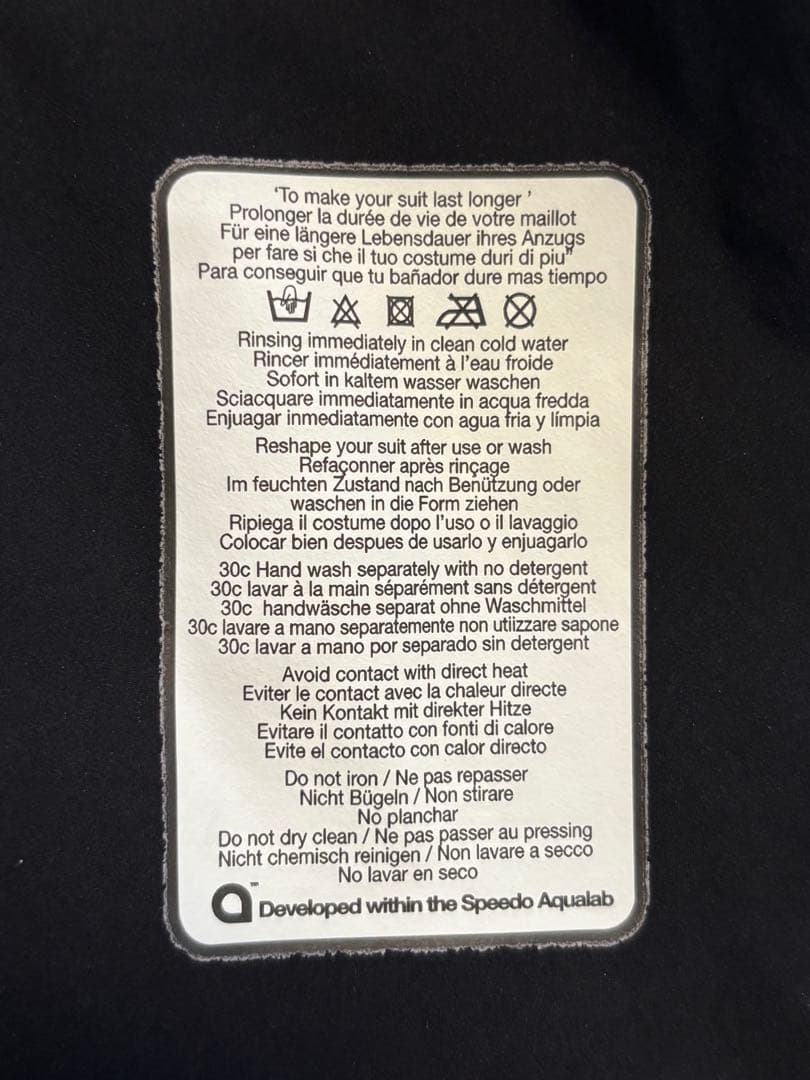 ‘To make your suit last longer ’
Prolonger la durée de vie de votre maillot
Für eine längere Lebensdauer ihres Anzugs
per fare si che il tuo costume duri di piu"
Para conseguir que tu bañador dure mas tiempo
Rinsing immediately in clean cold water
Rincer immédiatement à l’eau froide
Sofort in kaltem wasser waschen
Sciacquare immediatamente in acqua fredda
Enjuagar inmediatamente con agua fria y límpia
Reshape your suit after use or wash
Refaçonner après rinçage
Im feuchten Zustand nach Benützung oder
waschen in die Form ziehen
Ripiega il costume dopo l’uso o il lavaggio
Colocar bien despues de usarlo y enjuagarlo
30c Hand wash separately with no detergent
30c lavar à la main séparément sans détergent
30c handwäsche separat ohne Waschmittel
30c lavare a mano separatemente non utiizzare sapone
30c lavar a mano por separado sin detergent
Avoid contact with direct heat
Eviter le contact avec la chaleur directe
Kein Kontakt mit direkter Hitze
Evitare il contatto con fonti di calore
Evite el contacto con calor directo
Do not iron / Ne pas repasser
Nicht Bügeln / Non stirare
No planchar
Do not dry clean / Ne pas passer au pressing
Nicht chemisch reinigen / Non lavare a secco
No lavar en seco
™ Developed within the Speedo Aqualab